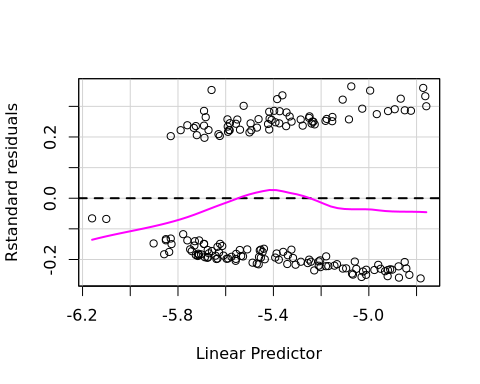 Rstandard residuals
0.2
0.0
-0.2
-6.2 -5.8 -5.4 -5.0
Linear Predictor